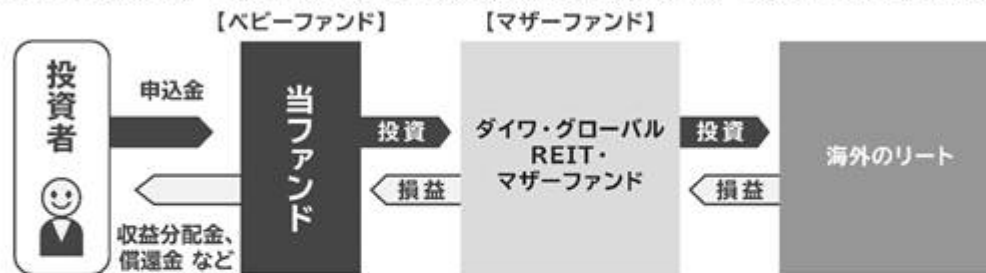 【ベビーファンド】
【マザーファンド】
投資者
申込金
収益分配金、
償還金 など
当ファンド
投資
損益
ダイワ・グローバル
REIT・
マザーファンド
投資
損益
海外のリート